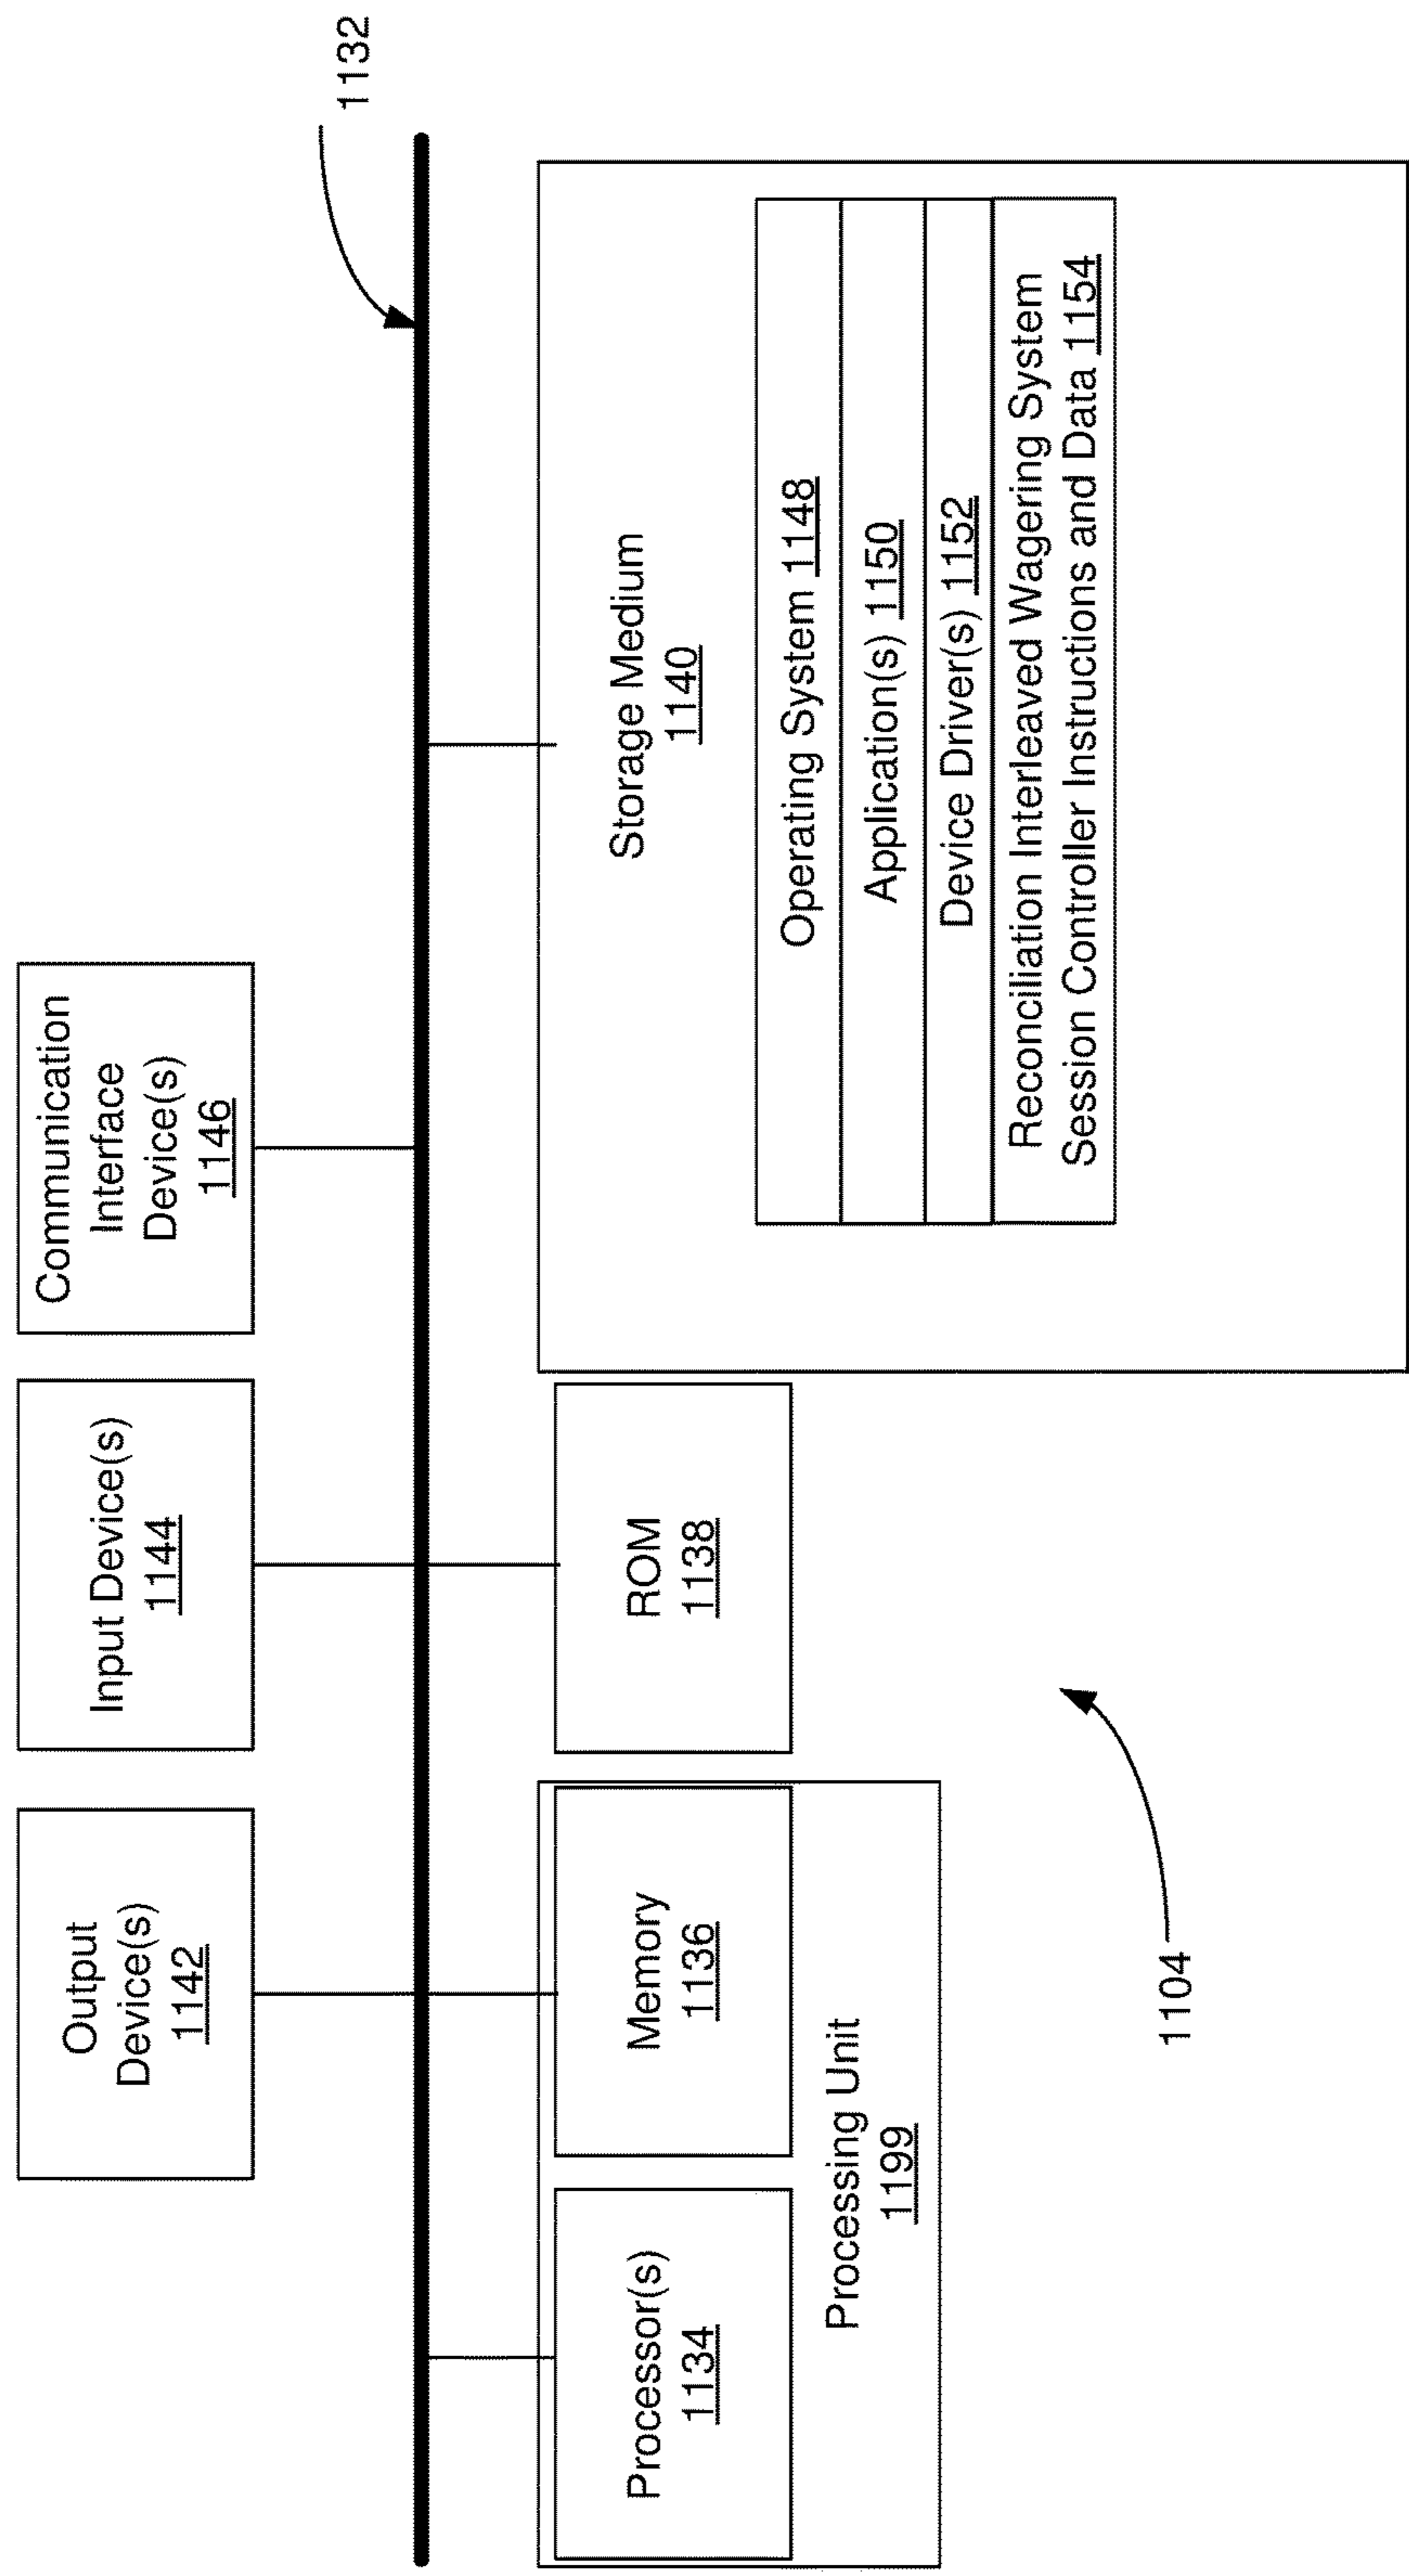 Output
Device(s)
1142
Input Device(s)
1144
Communication
Interface
Device(s)
1146
1132
Processor(s)
1134
Memory
1136
Processing Unit
1199
ROM
1138
Storage Medium
1140
Operating System 1148
Application(s) 1150
Device Driver(s) 1152
Reconciliation Interleaved Wagering System
Session Controller Instructions and Data 1154
1104